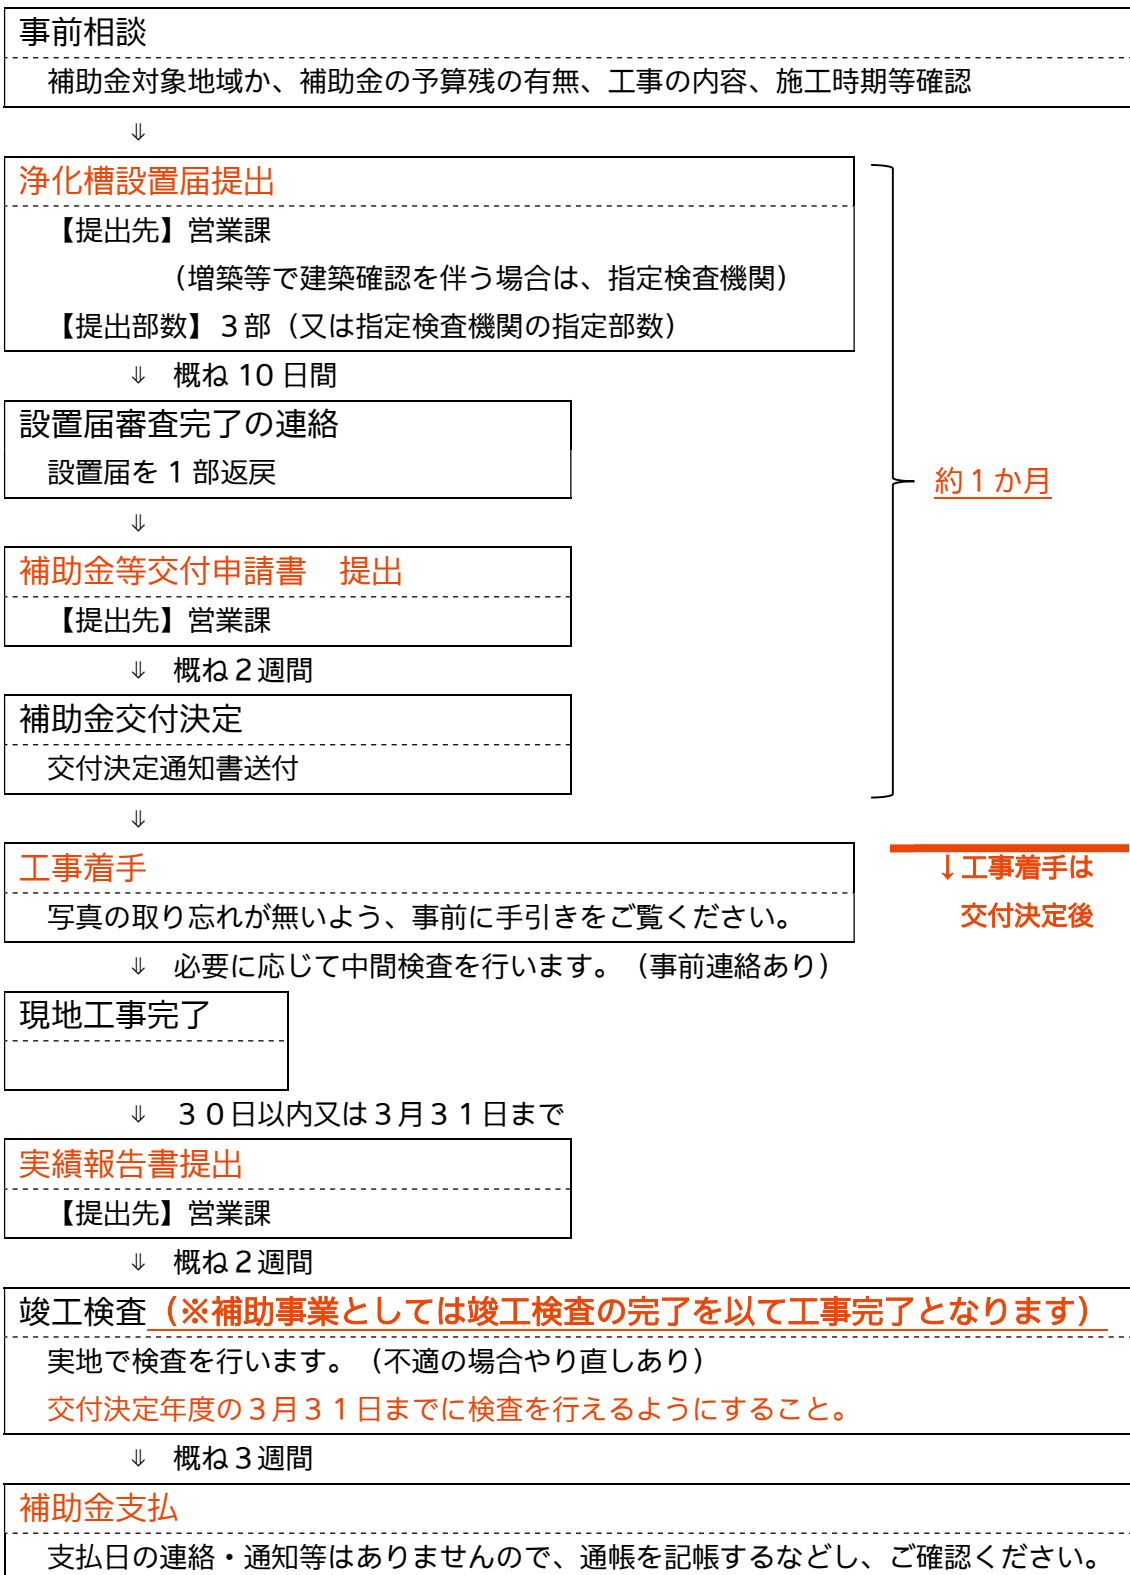 事前相談
補助金対象地域か、補助金の予算残の有無、工事の内容、施工時期等確認
⇓
浄化槽設置届提出
【提出先】営業課
（増築等で建築確認を伴う場合は、指定検査機関）
【提出部数】３部（又は指定検査機関の指定部数）
⇓　概ね 10 日間
設置届審査完了の連絡
設置届を 1 部返戻
約１か月
⇓
補助金等交付申請書　提出
【提出先】営業課
⇓　概ね２週間
補助金交付決定
交付決定通知書送付
⇓
工事着手
写真の取り忘れが無いよう、事前に手引きをご覧ください。
↓工事着手は
交付決定後
⇓　必要に応じて中間検査を行います。（事前連絡あり）
現地工事完了
⇓　３０日以内又は３月３１日まで
実績報告書提出
【提出先】営業課
⇓　概ね２週間
竣工検査（※補助事業としては竣工検査の完了を以て工事完了となります）
実地で検査を行います。（不適の場合やり直しあり）
交付決定年度の３月３１日までに検査を行えるようにすること。
⇓　概ね３週間
補助金支払
支払日の連絡・通知等はありませんので、通帳を記帳するなどし、ご確認ください。